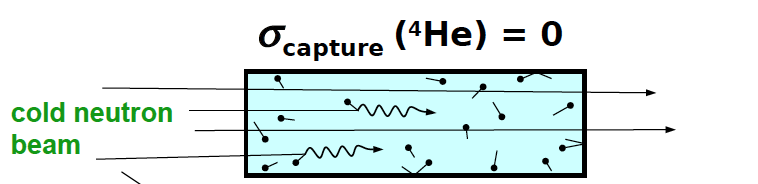 σcapture (⁴He) = 0
cold neutron
beam